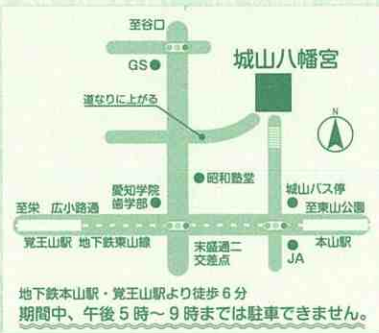 至谷口
GS
城山八幡宮
道なりに上がる
N
昭和塾堂
愛知学院
歯学部
城山バス停
至栄 広小路通
至東山公園
覚王山駅 地下鉄東山線
末盛通二
交差点
本山駅
JA
地下鉄本山駅・覚王山駅より徒歩6分
期間中、午後5時〜9時までは駐車できません。